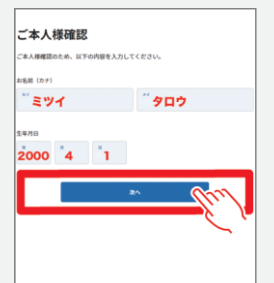 ご本人様確認
ご本人様確認のため、以下の内容を入力してください。
お名前（カナ）
セイ メイ
ミツイ タロウ
生年月日
年 月 日
2000 4 1
次へ